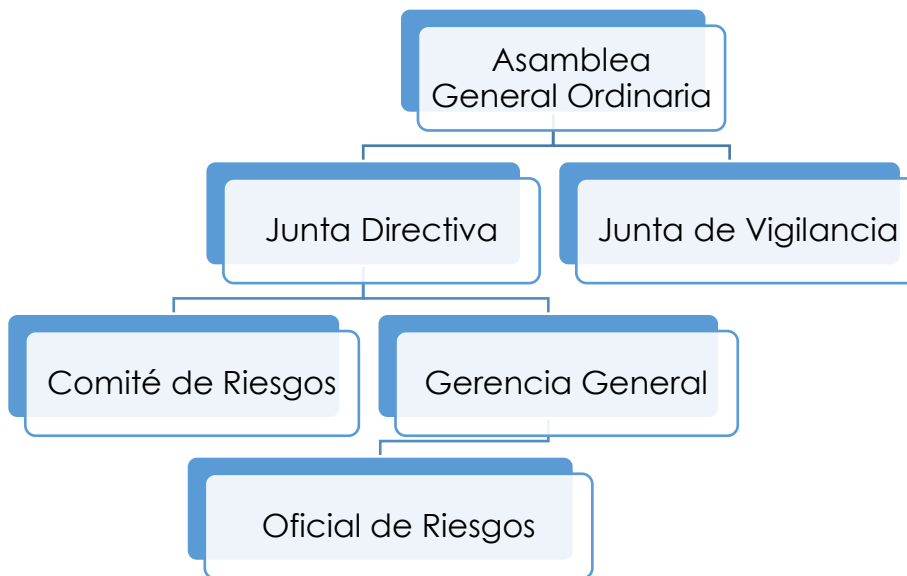 Asamblea
General Ordinaria
Junta Directiva
Junta de Vigilancia
Comité de Riesgos
Gerencia General
Oficial de Riesgos